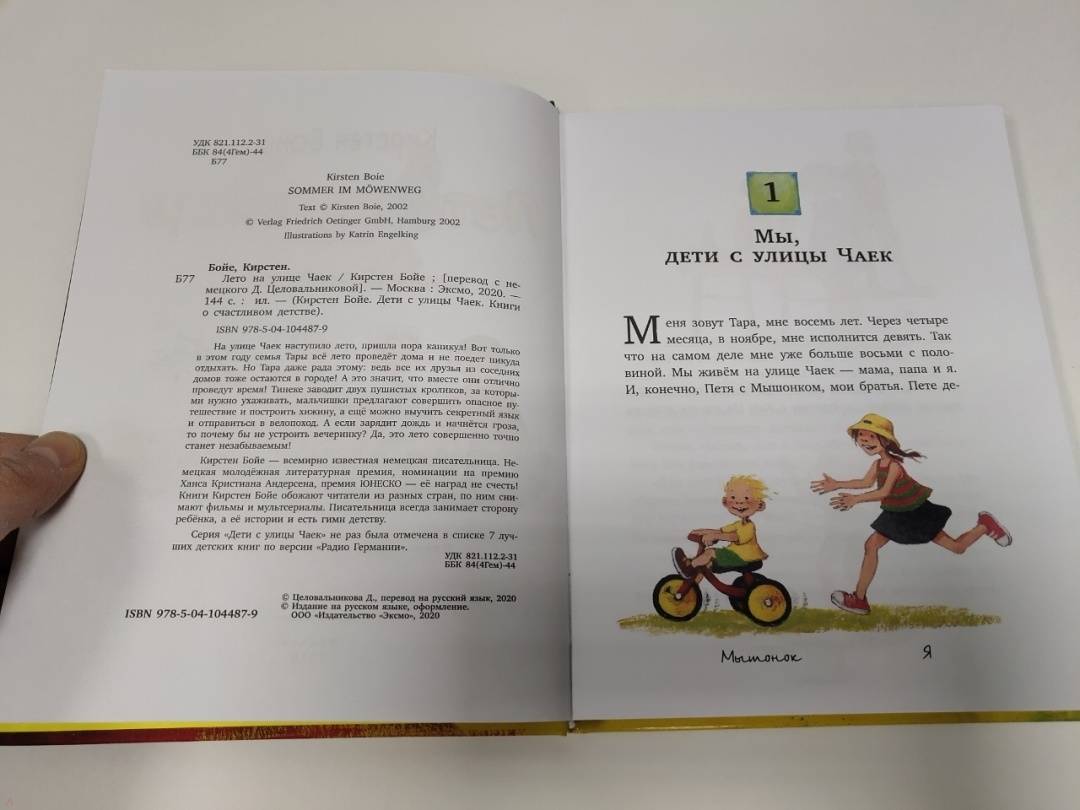 УДК 821.112.2-31
ББК 84(4Гем)-44
Б77
Kirsten Boie
SOMMER IM MÖWENWEG
Text © Kirsten Boie, 2002
© Verlag Friedrich Oetinger GmbH, Hamburg 2002
Illustrations by Katrin Engelking
Бойе, Кирстен.
Б77 Лето на улице Чаек / Кирстен Бойе ; [перевод с не-
мецкого Д. Целовальниковой]. — Москва : Эксмо, 2020. —
144 с. : ил. — (Кирстен Бойе. Дети с улицы Чаек. Книги
о счастливом детстве).
ISBN 978-5-04-104487-9
На улице Чаек наступило лето, пришла пора каникул! Вот только
в этом году семья Тары всё лето проведёт дома и не поедет никуда
отдыхать. Но Тара даже рада этому: ведь все их друзья из соседних
домов тоже остаются в городе! А это значит, что вместе они отлично
проведут время! Тинеке заводит двух пушистых кроликов, за которы-
ми нужно ухаживать, мальчишки предлагают совершить опасное пу-
тешествие и построить хижину, а ещё можно выучить секретный язык
и отправиться в велопоход. А если зарядит дождь и начнётся гроза,
то почему бы не устроить вечеринку? Да, это лето совершенно точно
станет незабываемым!
Кирстен Бойе — всемирно известная немецкая писательница. Не-
мецкая молодёжная литературная премия, номинации на премию
Ханса Кристиана Андерсена, премия ЮНЕСКО — её наград не счесть!
Книги Кирстен Бойе обожают читатели из разных стран, по ним сни-
мают фильмы и мультсериалы. Писательница всегда занимает сторону
ребёнка, а её истории и есть гимн детству.
Серия «Дети с улицы Чаек» не раз была отмечена в списке 7 луч-
ших детских книг по версии «Радио Германии».
УДК 821.112.2-31
ББК 84(4Гем)-44
© Целовальникова Д., перевод на русский язык, 2020
© Издание на русском языке, оформление.
ООО «Издательство «Эксмо», 2020
ISBN 978-5-04-104487-9
1
Мы,
дети с улицы Чаек
Меня зовут Тара, мне восемь лет. Через четыре
месяца, в ноябре, мне исполнится девять. Так
что на самом деле мне уже больше восьми с поло-
виной. Мы живём на улице Чаек — мама, папа и я.
И, конечно, Петя с Мышонком, мои братья. Пете де-
Мышонок
Я